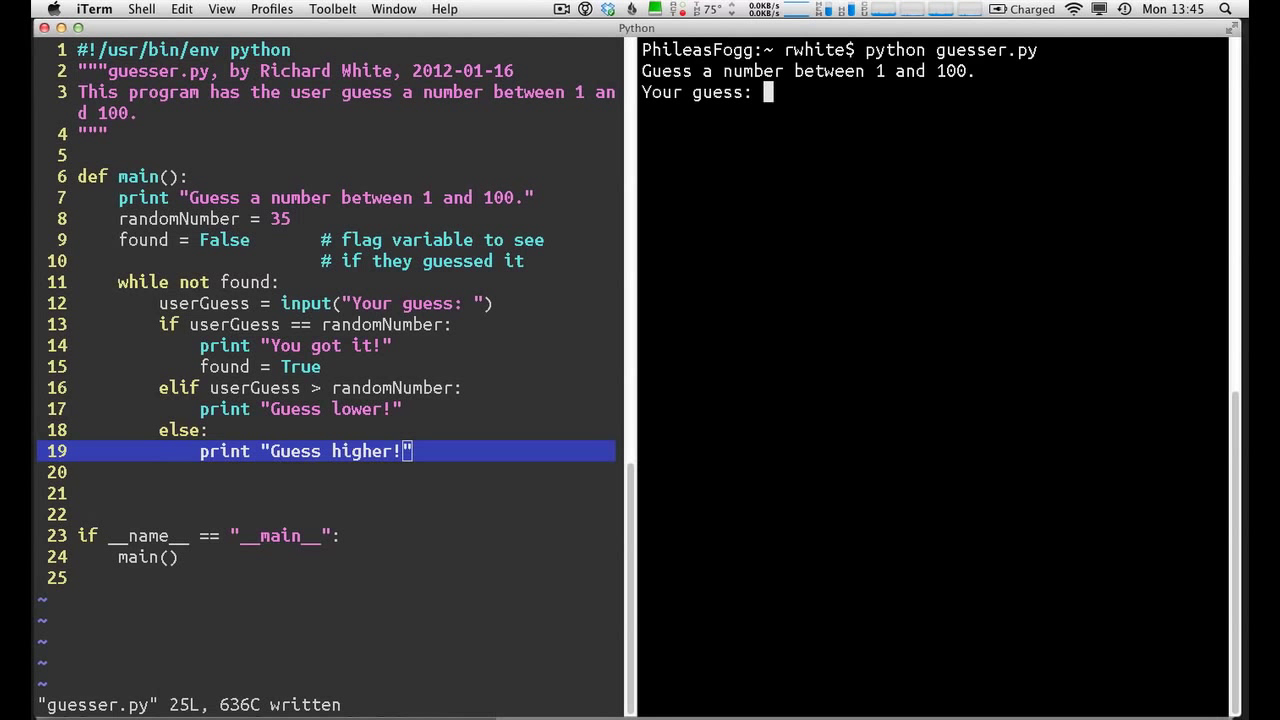 iTerm Shell Edit View Profiles Toolbelt Window Help 75° 0.0KB/s 0.0KB/s Charged Mon 13:45
Python
1 #!/usr/bin/env python
2 """guesser.py, by Richard White, 2012-01-16
3 This program has the user guess a number between 1 an
d 100.
4 """
5
6 def main():
7     print "Guess a number between 1 and 100."
8     randomNumber = 35
9     found = False       # flag variable to see
10                        # if they guessed it
11    while not found:
12        userGuess = input("Your guess: ")
13        if userGuess == randomNumber:
14            print "You got it!"
15            found = True
16        elif userGuess > randomNumber:
17            print "Guess lower!"
18        else:
19            print "Guess higher!"
20
21
22
23 if __name__ == "__main__":
24     main()
25
~
~
~
~
~
"guesser.py" 25L, 636C written
PhileasFogg:~ rwhite$ python guesser.py
Guess a number between 1 and 100.
Your guess: